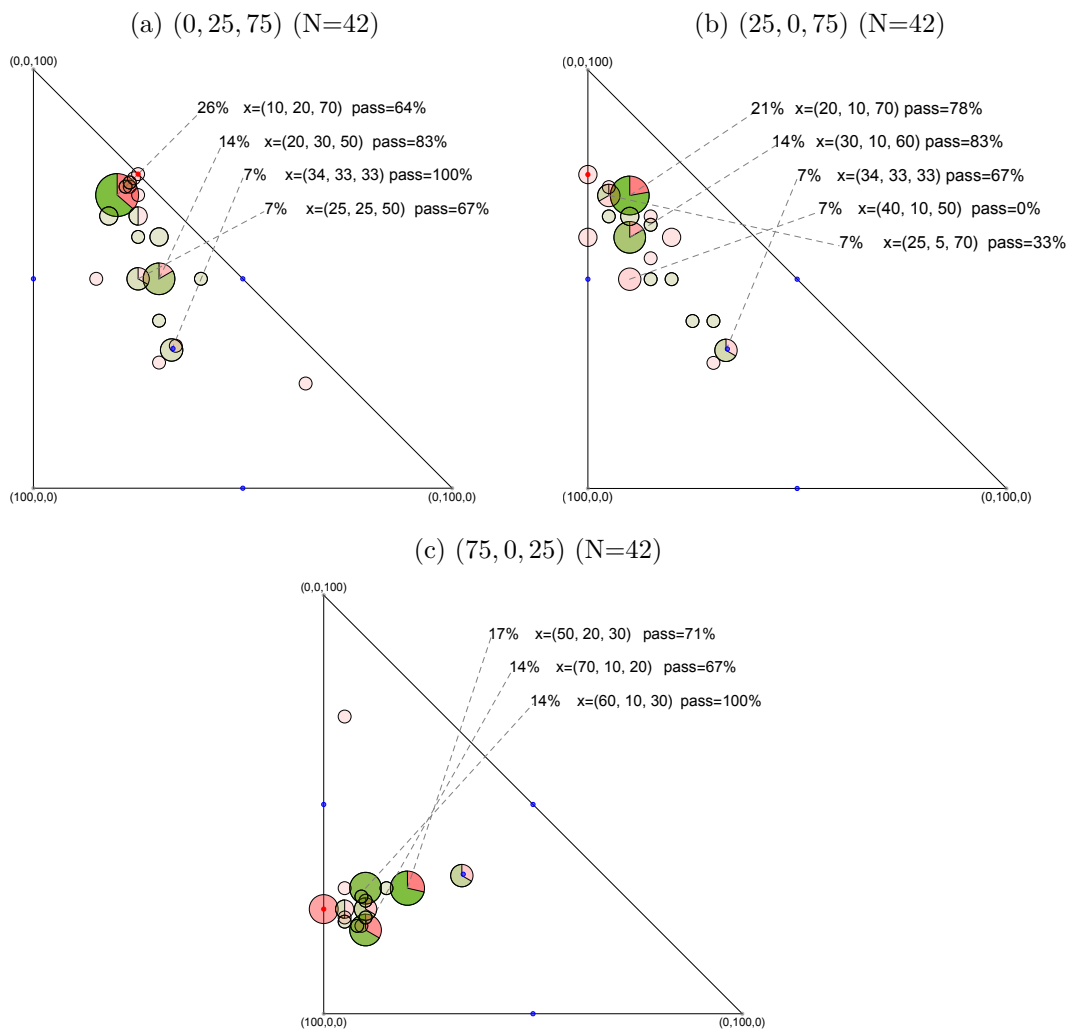 (a) (0, 25, 75) (N=42)
(0,0,100)
26% x=(10, 20, 70) pass=64%
14% x=(20, 30, 50) pass=83%
7% x=(34, 33, 33) pass=100%
7% x=(25, 25, 50) pass=67%
(100,0,0)
(0,100,0)
(b) (25, 0, 75) (N=42)
(0,0,100)
21% x=(20, 10, 70) pass=78%
14% x=(30, 10, 60) pass=83%
7% x=(34, 33, 33) pass=67%
7% x=(40, 10, 50) pass=0%
7% x=(25, 5, 70) pass=33%
(100,0,0)
(0,100,0)
(c) (75, 0, 25) (N=42)
(0,0,100)
17% x=(50, 20, 30) pass=71%
14% x=(70, 10, 20) pass=67%
14% x=(60, 10, 30) pass=100%
(100,0,0)
(0,100,0)